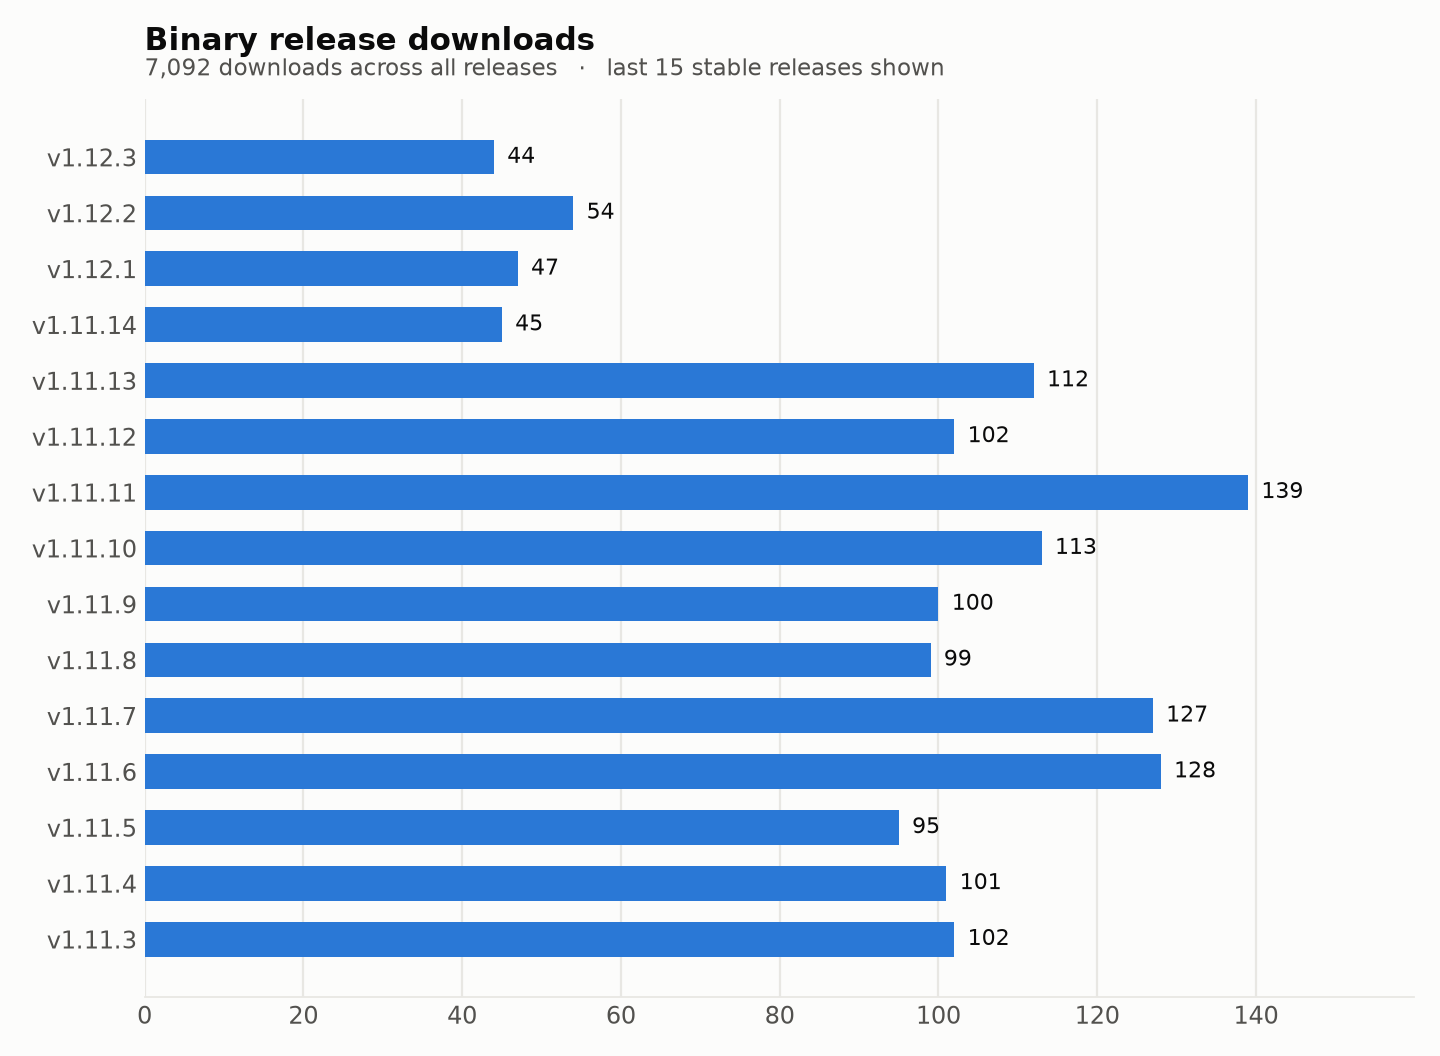 Binary release downloads
7,092 downloads across all releases · last 15 stable releases shown
v1.12.3 44
v1.12.2 54
v1.12.1 47
v1.11.14 45
v1.11.13 112
v1.11.12 102
v1.11.11 139
v1.11.10 113
v1.11.9 100
v1.11.8 99
v1.11.7 127
v1.11.6 128
v1.11.5 95
v1.11.4 101
v1.11.3 102
0 20 40 60 80 100 120 140